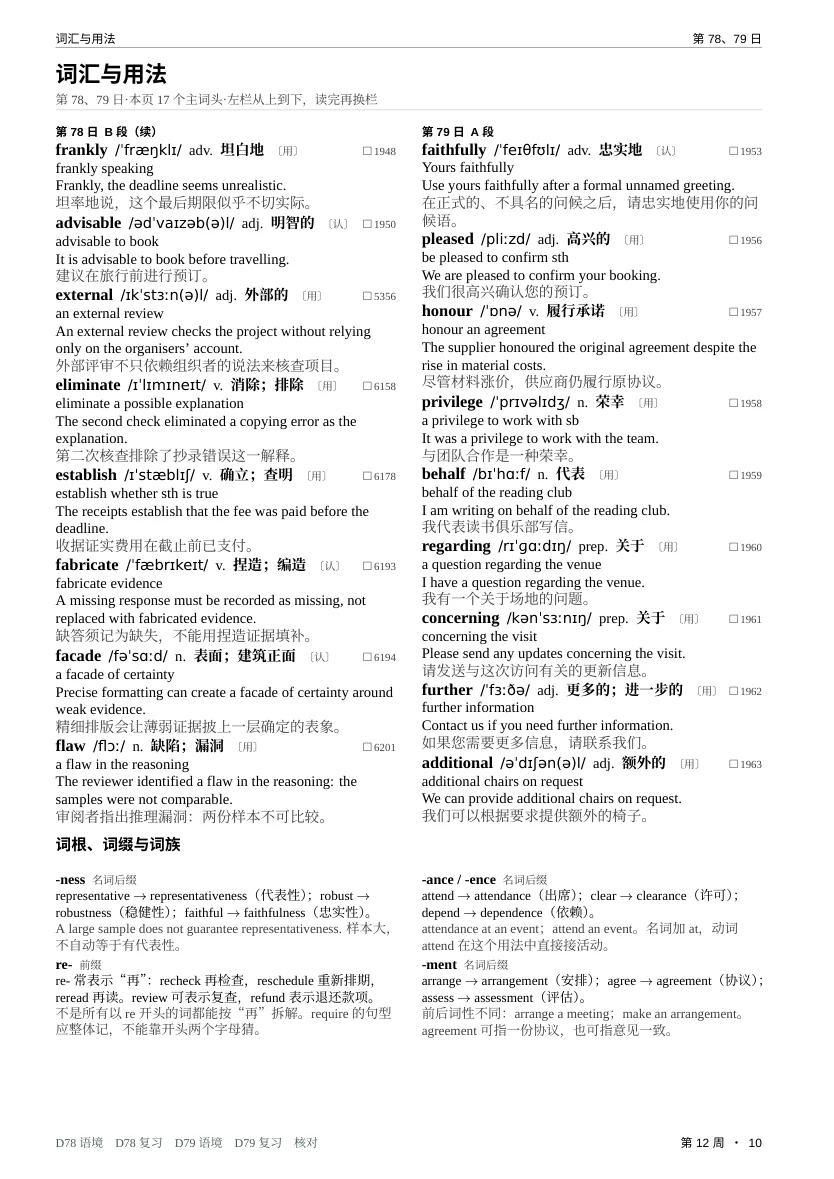 词汇与用法
第 78、79 日
词汇与用法
第 78、79 日·本页 17 个主词头·左栏从上到下，读完再换栏
第 78 日 B 段（续）
frankly /ˈfræŋklɪ/ adv. 坦白地 〔用〕 □1948
frankly speaking
Frankly, the deadline seems unrealistic.
坦率地说，这个最后期限似乎不切实际。
advisable /ədˈvaɪzəb(ə)l/ adj. 明智的 〔认〕 □1950
advisable to book
It is advisable to book before travelling.
建议在旅行前进行预订。
external /ɪkˈstɜːn(ə)l/ adj. 外部的 〔用〕 □5356
an external review
An external review checks the project without relying
only on the organisers’ account.
外部评审不只依赖组织者的说法来核查项目。
eliminate /ɪˈlɪmɪneɪt/ v. 消除；排除 〔用〕 □6158
eliminate a possible explanation
The second check eliminated a copying error as the
explanation.
第二次核查排除了抄录错误这一解释。
establish /ɪˈstæblɪʃ/ v. 确立；查明 〔用〕 □6178
establish whether sth is true
The receipts establish that the fee was paid before the
deadline.
收据证实费用在截止前已支付。
fabricate /ˈfæbrɪkeɪt/ v. 捏造；编造 〔认〕 □6193
fabricate evidence
A missing response must be recorded as missing, not
replaced with fabricated evidence.
缺答须记为缺失，不能用捏造证据填补。
facade /fəˈsɑːd/ n. 表面；建筑正面 〔认〕 □6194
a facade of certainty
Precise formatting can create a facade of certainty around
weak evidence.
精细排版会让薄弱证据披上一层确定的表象。
flaw /flɔː/ n. 缺陷；漏洞 〔用〕 □6201
a flaw in the reasoning
The reviewer identified a flaw in the reasoning: the
samples were not comparable.
审阅者指出推理漏洞：两份样本不可比较。
第 79 日 A 段
faithfully /ˈfeɪθfʊlɪ/ adv. 忠实地 〔认〕 □1953
Yours faithfully
Use yours faithfully after a formal unnamed greeting.
在正式的、不具名的问候之后，请忠实地使用你的问
候语。
pleased /pliːzd/ adj. 高兴的 〔用〕 □1956
be pleased to confirm sth
We are pleased to confirm your booking.
我们很高兴确认您的预订。
honour /ˈɒnə/ v. 履行承诺 〔用〕 □1957
honour an agreement
The supplier honoured the original agreement despite the
rise in material costs.
尽管材料涨价，供应商仍履行原协议。
privilege /ˈprɪvəlɪdʒ/ n. 荣幸 〔用〕 □1958
a privilege to work with sb
It was a privilege to work with the team.
与团队合作是一种荣幸。
behalf /bɪˈhɑːf/ n. 代表 〔用〕 □1959
behalf of the reading club
I am writing on behalf of the reading club.
我代表读书俱乐部写信。
regarding /rɪˈɡɑːdɪŋ/ prep. 关于 〔用〕 □1960
a question regarding the venue
I have a question regarding the venue.
我有一个关于场地的问题。
concerning /kənˈsɜːnɪŋ/ prep. 关于 〔用〕 □1961
concerning the visit
Please send any updates concerning the visit.
请发送与这次访问有关的更新信息。
further /ˈfɜːðə/ adj. 更多的；进一步的 〔用〕 □1962
further information
Contact us if you need further information.
如果您需要更多信息，请联系我们。
additional /əˈdɪʃən(ə)l/ adj. 额外的 〔用〕 □1963
additional chairs on request
We can provide additional chairs on request.
我们可以根据要求提供额外的椅子。
词根、词缀与词族
-ness 名词后缀
representative → representativeness（代表性）；robust →
robustness（稳健性）；faithful → faithfulness（忠实性）。
A large sample does not guarantee representativeness. 样本大，
不自动等于有代表性。
re- 前缀
re- 常表示“再”：recheck 再检查，reschedule 重新排期，
reread 再读。review 可表示复查，refund 表示退还款项。
不是所有以 re 开头的词都能按“再”拆解。require 的句型
应整体记，不能靠开头两个字母猜。
-ance / -ence 名词后缀
attend → attendance（出席）；clear → clearance（许可）；
depend → dependence（依赖）。
attendance at an event；attend an event。名词加 at，动词
attend 在这个用法中直接接活动。
-ment 名词后缀
arrange → arrangement（安排）；agree → agreement（协议）；
assess → assessment（评估）。
前后词性不同：arrange a meeting；make an arrangement。
agreement 可指一份协议，也可指意见一致。
D78 语境 D78 复习 D79 语境 D79 复习 核对
第 12 周 · 10